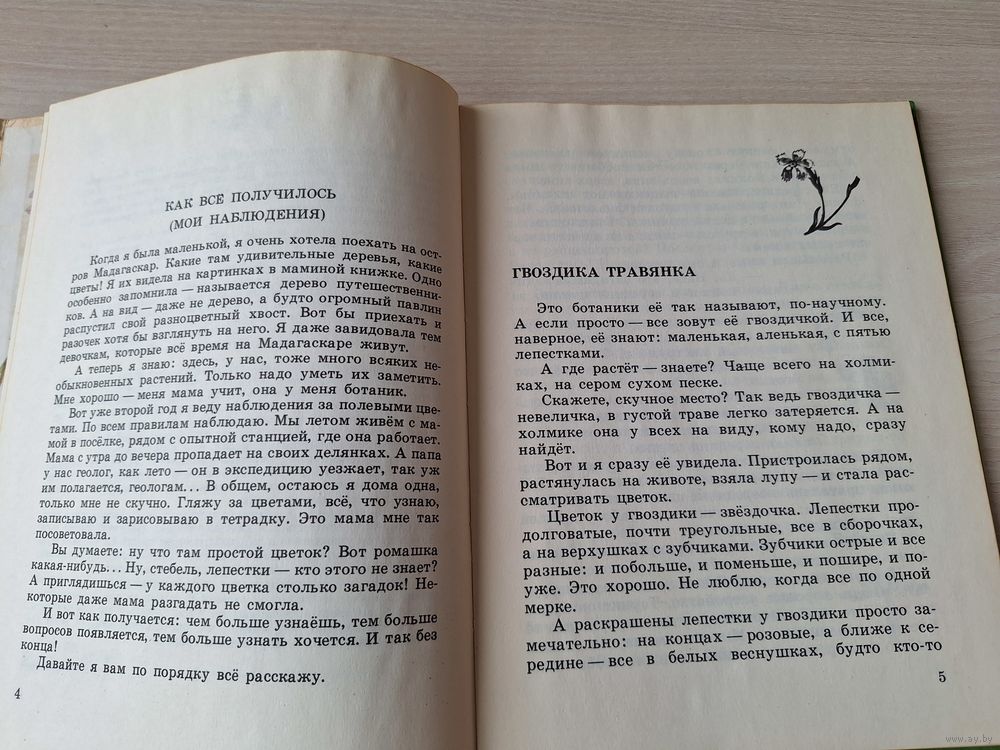 КАК ВСЁ ПОЛУЧИЛОСЬ
(МОИ НАБЛЮДЕНИЯ)
Когда я была маленькой, я очень хотела поехать на ост-
ров Мадагаскар. Какие там удивительные деревья, какие
цветы! Я их видела на картинках в маминой книжке. Одно
особенно запомнила — называется дерево путешественни-
ков. А на вид — даже не дерево, а будто огромный павлин
распустил свой разноцветный хвост. Вот бы приехать и
разочек хотя бы взглянуть на него. Я даже завидовала тем
девочкам, которые всё время на Мадагаскаре живут.
А теперь я знаю: здесь, у нас, тоже много всяких не-
обыкновенных растений. Только надо уметь их заметить.
Мне хорошо — меня мама учит, она у меня ботаник.
Вот уже второй год я веду наблюдения за полевыми цве-
тами. По всем правилам наблюдаю. Мы летом живём с ма-
мой в посёлке, рядом с опытной станцией, где она работает.
Мама с утра до вечера пропадает на своих делянках. А папа
у нас геолог, как лето — он в экспедицию уезжает, так уж
им полагается, геологам... В общем, остаюсь я дома одна,
только мне не скучно. Гляжу за цветами, всё, что узнаю,
записываю и зарисовываю в тетрадку. Это мама мне так
посоветовала.
Вы думаете: ну что там простой цветок? Вот ромашка
какая-нибудь... Ну, стебель, лепестки — кто этого не знает?
А приглядишься — у каждого цветка столько загадок! Не-
которые даже мама разгадать не смогла.
И вот как получается: чем больше узнаёшь, тем больше
вопросов появляется, тем больше узнать хочется. И так без
конца!
Давайте я вам по порядку всё расскажу.
4
ГВОЗДИКА ТРАВЯНКА
Это ботаники её так называют, по-научному.
А если просто — все зовут её гвоздичкой. И все,
наверное, её знают: маленькая, аленькая, с пятью
лепестками.
А где растёт — знаете? Чаще всего на холми-
ках, на сером сухом песке.
Скажете, скучное место? Так ведь гвоздичка —
невеличка, в густой траве легко затеряется. А на
холмике она у всех на виду, кому надо, сразу
найдёт.
Вот и я сразу её увидела. Пристроилась рядом,
растянулась на животе, взяла лупу — и стала рас-
сматривать цветок.
Цветок у гвоздики — звёздочка. Лепестки про-
долговатые, почти треугольные, все в сборочках,
а на верхушках с зубчиками. Зубчики острые и все
разные: и побольше, и поменьше, и пошире, и по-
уже. Это хорошо. Не люблю, когда все по одной
мерке.
А раскрашены лепестки у гвоздики просто за-
мечательно: на концах — розовые, а ближе к се-
редине — все в белых веснушках, будто кто-то
5
www.ay.by